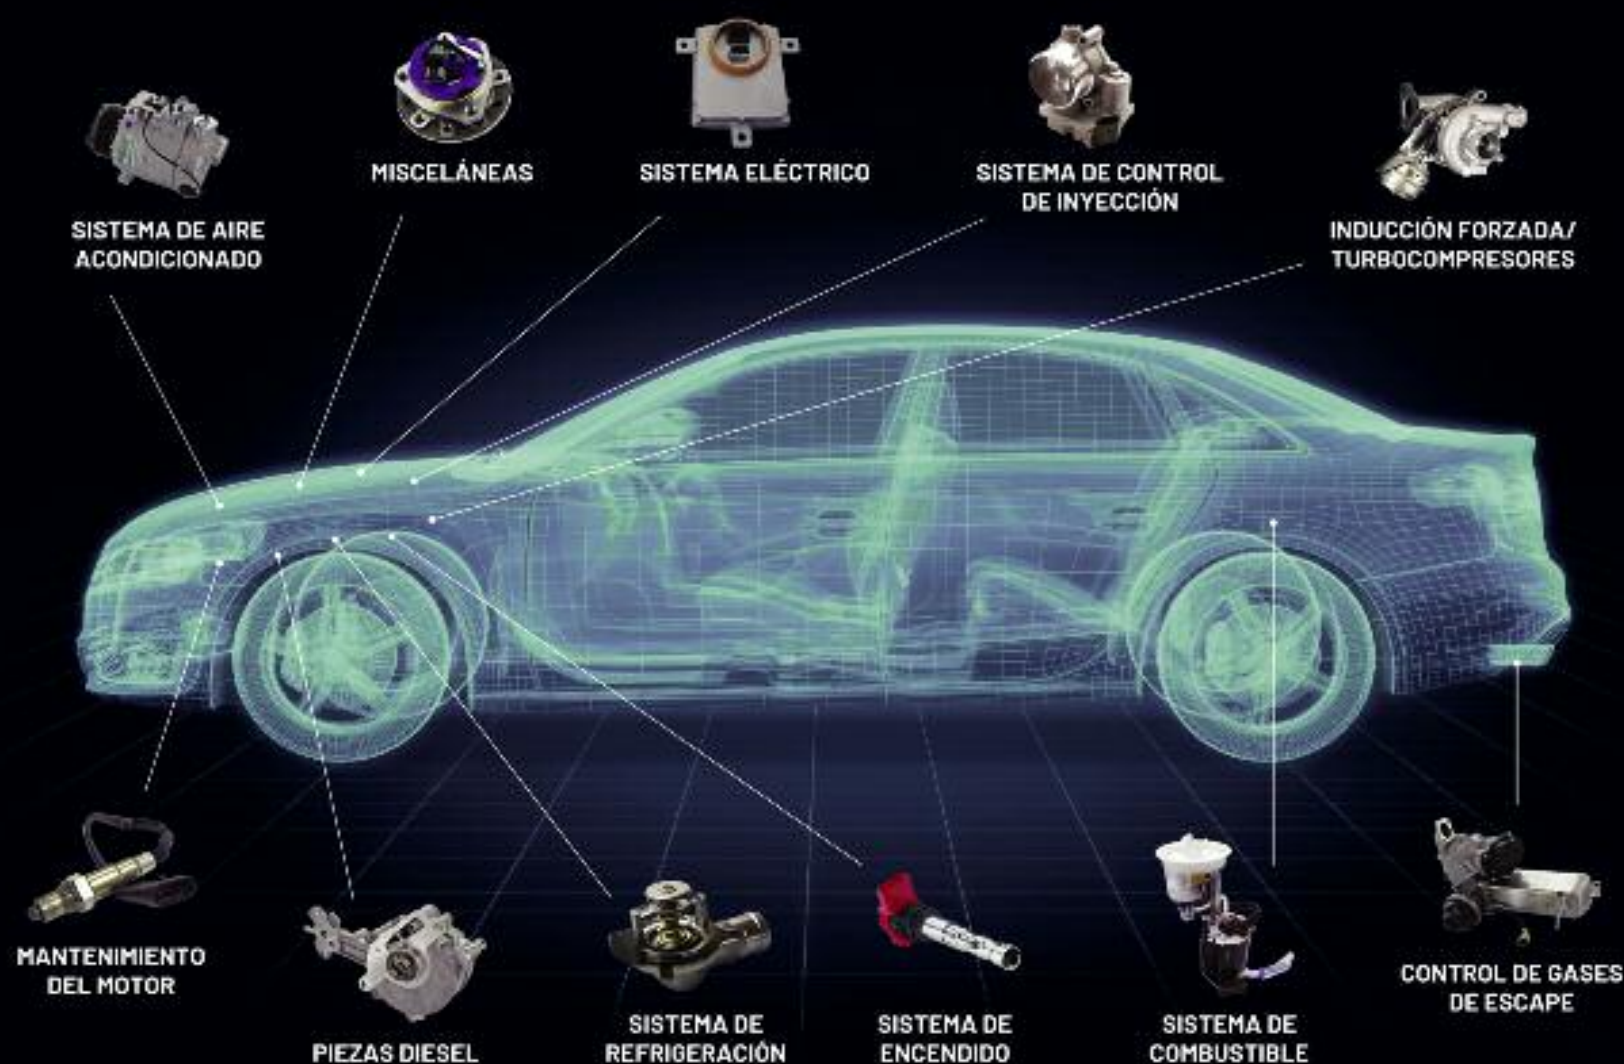 MISCELÁNEAS
SISTEMA ELÉCTRICO
SISTEMA DE CONTROL
DE INYECCIÓN
SISTEMA DE AIRE
ACONDICIONADO
INDUCCIÓN FORZADA/
TURBOCOMPRESORES
MANTENIMIENTO
DEL MOTOR
PIEZAS DIESEL
SISTEMA DE
REFRIGERACIÓN
SISTEMA DE
ENCENDIDO
SISTEMA DE
COMBUSTIBLE
CONTROL DE GASES
DE ESCAPE